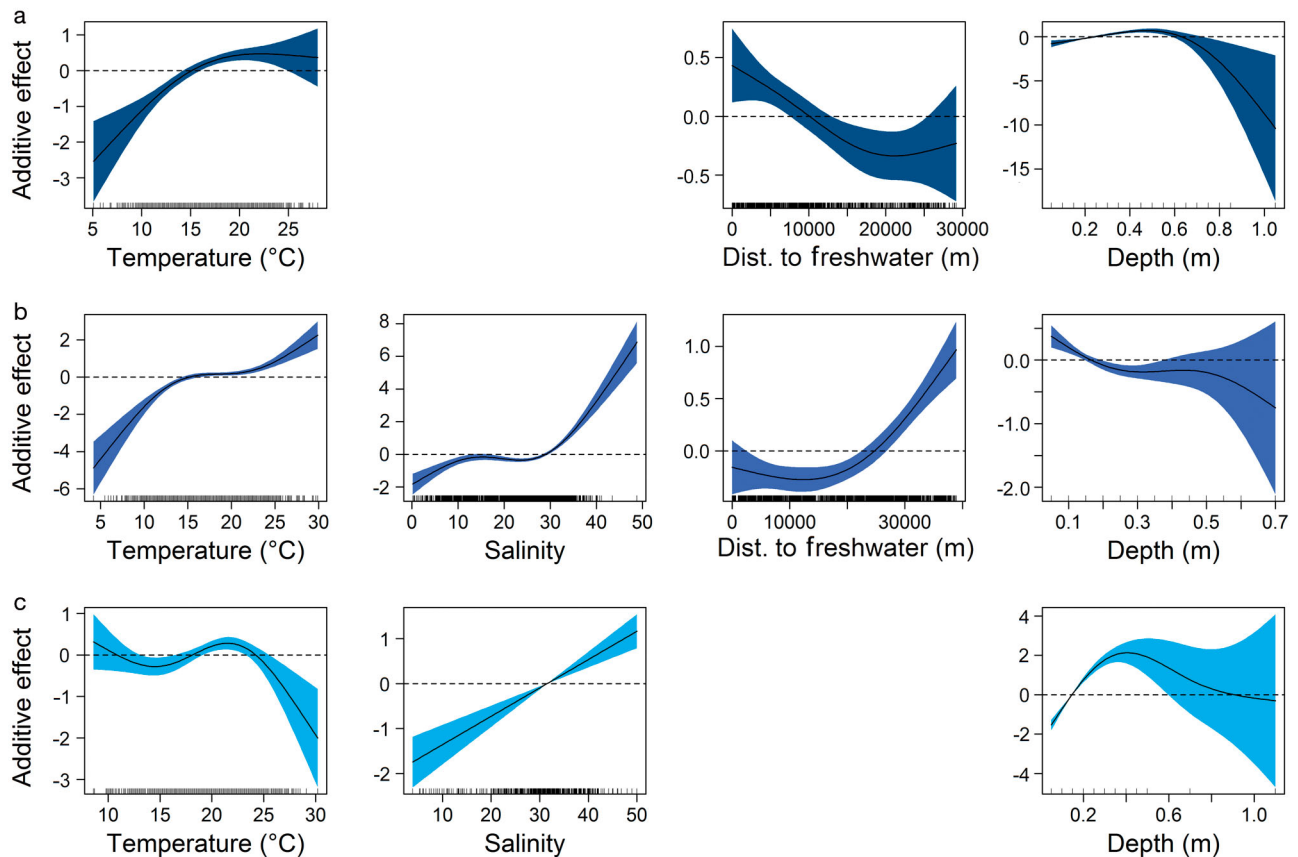 a
Additive effect
1
0
-1
-2
-3
5 10 15 20 25
Temperature (°C)
0.5
0.0
-0.5
0 10000 20000 30000
Dist. to freshwater (m)
0
-5
-10
-15
0.2 0.4 0.6 0.8 1.0
Depth (m)
b
Additive effect
2
0
-2
-4
-6
5 10 15 20 25 30
Temperature (°C)
8
6
4
2
0
-2
0 10 20 30 40 50
Salinity
1.0
0.5
0.0
0 10000 30000
Dist. to freshwater (m)
0.0
-1.0
-2.0
0.1 0.3 0.5 0.7
Depth (m)
c
Additive effect
1
0
-1
-2
-3
10 15 20 25 30
Temperature (°C)
1
0
-1
-2
10 20 30 40 50
Salinity
4
2
0
-2
-4
0.2 0.6 1.0
Depth (m)